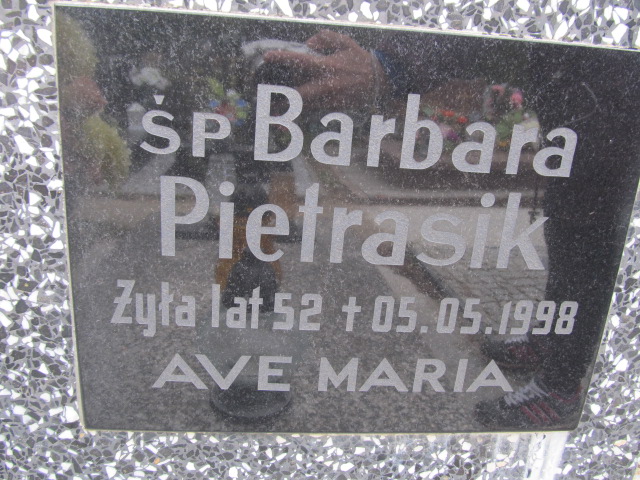 ŚP Barbara
Pietrasik
Żyła lat 52 + 05.05.1998
AVE MARIA